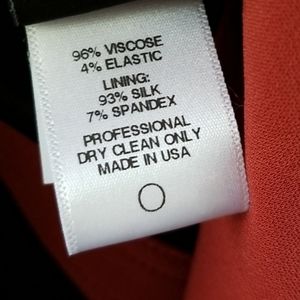 96% VISCOSE
4% ELASTIC
LINING:
93% SILK
7% SPANDEX
PROFESSIONAL
DRY CLEAN ONLY
MADE IN USA